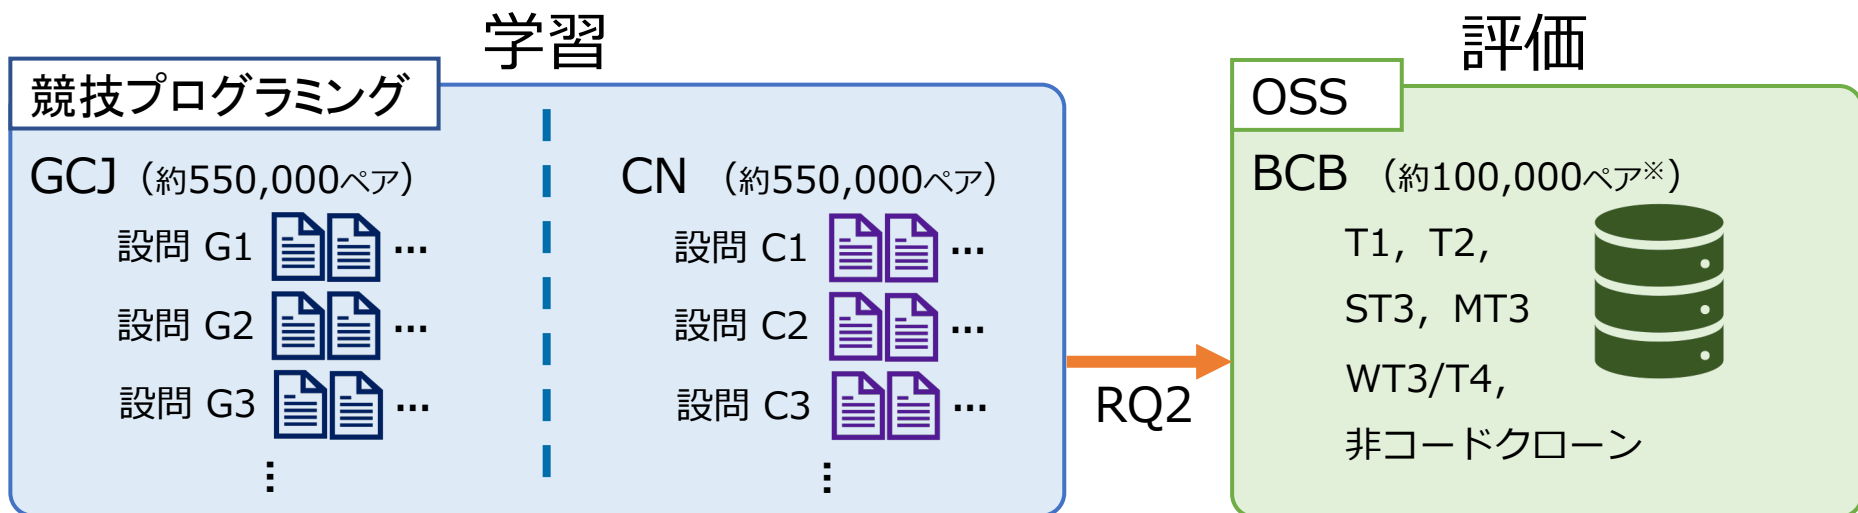 学習
競技プログラミング
GCJ（約550,000ペア）
設問 G1 …
設問 G2 …
設問 G3 …
⋮
CN （約550,000ペア）
設問 C1 …
設問 C2 …
設問 C3 …
⋮
RQ2
評価
OSS
BCB （約100,000ペア※）
T1，T2，
ST3，MT3
WT3/T4，
非コードクローン